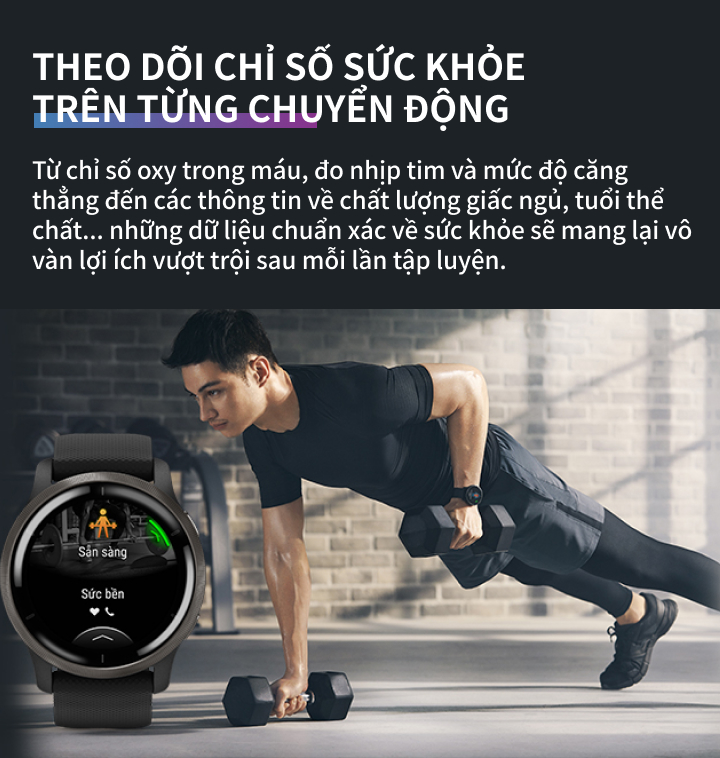 THEO DÕI CHỈ SỐ SỨC KHỎE
TRÊN TỪNG CHUYỂN ĐỘNG
Từ chỉ số oxy trong máu, đo nhịp tim và mức độ căng
thẳng đến các thông tin về chất lượng giấc ngủ, tuổi thể
chất... những dữ liệu chuẩn xác về sức khỏe sẽ mang lại vô
vàn lợi ích vượt trội sau mỗi lần tập luyện.
Sẵn sàng
Sức bền